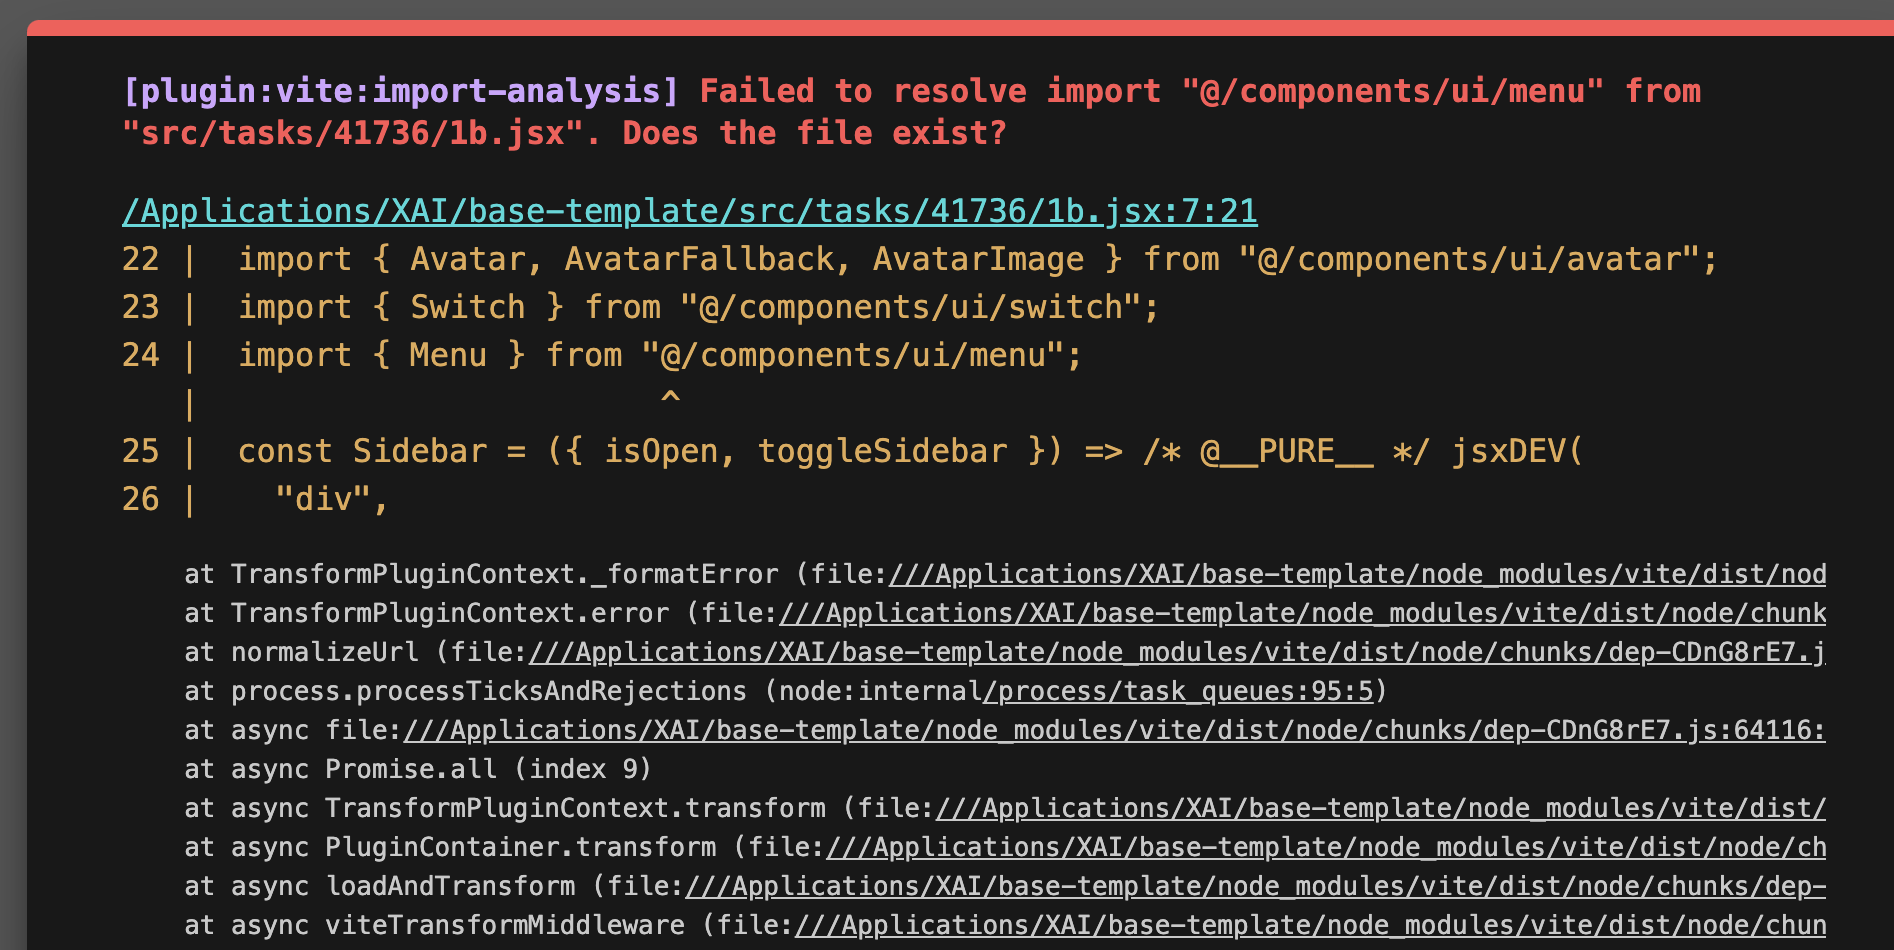 [plugin:vite:import-analysis] Failed to resolve import "@/components/ui/menu" from
"src/tasks/41736/1b.jsx". Does the file exist?
/Applications/XAI/base-template/src/tasks/41736/1b.jsx:7:21
22 |  import { Avatar, AvatarFallback, AvatarImage } from "@/components/ui/avatar";
23 |  import { Switch } from "@/components/ui/switch";
24 |  import { Menu } from "@/components/ui/menu";
   |                        ^
25 |  const Sidebar = ({ isOpen, toggleSidebar }) => /* @__PURE__ */ jsxDEV(
26 |    "div",
at TransformPluginContext._formatError (file:///Applications/XAI/base-template/node_modules/vite/dist/nod
at TransformPluginContext.error (file:///Applications/XAI/base-template/node_modules/vite/dist/node/chunk
at normalizeUrl (file:///Applications/XAI/base-template/node_modules/vite/dist/node/chunks/dep-CDnG8rE7.j
at process.processTicksAndRejections (node:internal/process/task_queues:95:5)
at async file:///Applications/XAI/base-template/node_modules/vite/dist/node/chunks/dep-CDnG8rE7.js:64116:
at async Promise.all (index 9)
at async TransformPluginContext.transform (file:///Applications/XAI/base-template/node_modules/vite/dist/
at async PluginContainer.transform (file:///Applications/XAI/base-template/node_modules/vite/dist/node/ch
at async loadAndTransform (file:///Applications/XAI/base-template/node_modules/vite/dist/node/chunks/dep-
at async viteTransformMiddleware (file:///Applications/XAI/base-template/node_modules/vite/dist/node/chun